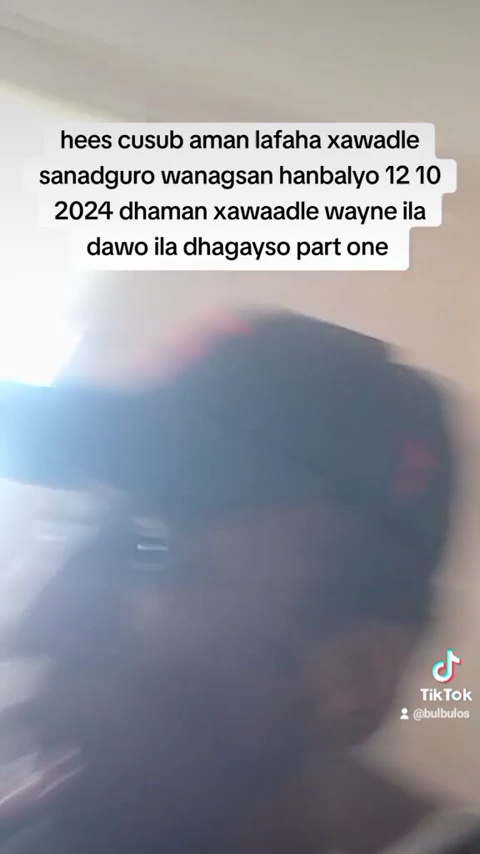 hees cusub aman lafaha xawadle
sanadguro wanagsan hanbalyo 12 10
2024 dhaman xawaadle wayne ila
dawo ila dhagayso part one
TikTok
@bulbulos